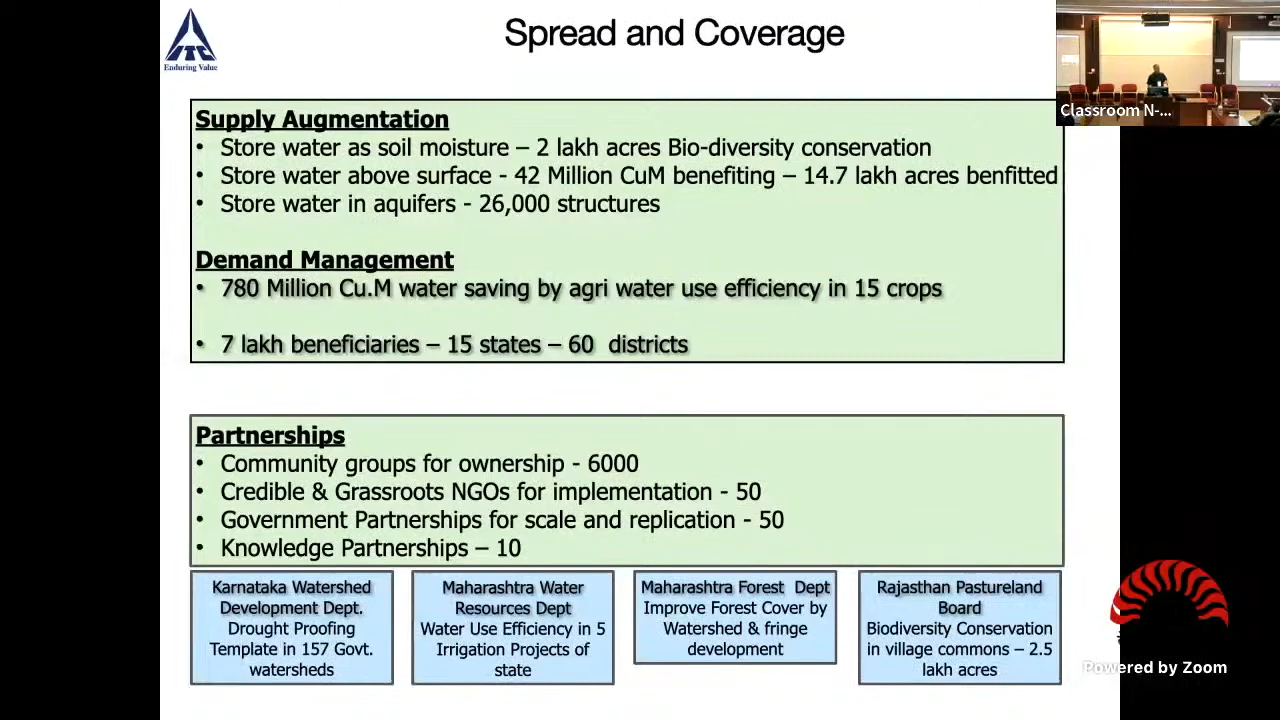 ITC
Enduring Value
Spread and Coverage
Classroom N-...
Supply Augmentation
• Store water as soil moisture – 2 lakh acres Bio-diversity conservation
• Store water above surface - 42 Million CuM benefiting – 14.7 lakh acres benfitted
• Store water in aquifers - 26,000 structures
Demand Management
• 780 Million Cu.M water saving by agri water use efficiency in 15 crops
• 7 lakh beneficiaries – 15 states – 60 districts
Partnerships
• Community groups for ownership - 6000
• Credible & Grassroots NGOs for implementation - 50
• Government Partnerships for scale and replication - 50
• Knowledge Partnerships – 10
Karnataka Watershed
Development Dept.
Drought Proofing
Template in 157 Govt.
watersheds
Maharashtra Water
Resources Dept
Water Use Efficiency in 5
Irrigation Projects of
state
Maharashtra Forest Dept
Improve Forest Cover by
Watershed & fringe
development
Rajasthan Pastureland
Board
Biodiversity Conservation
in village commons – 2.5
lakh acres
Powered by Zoom